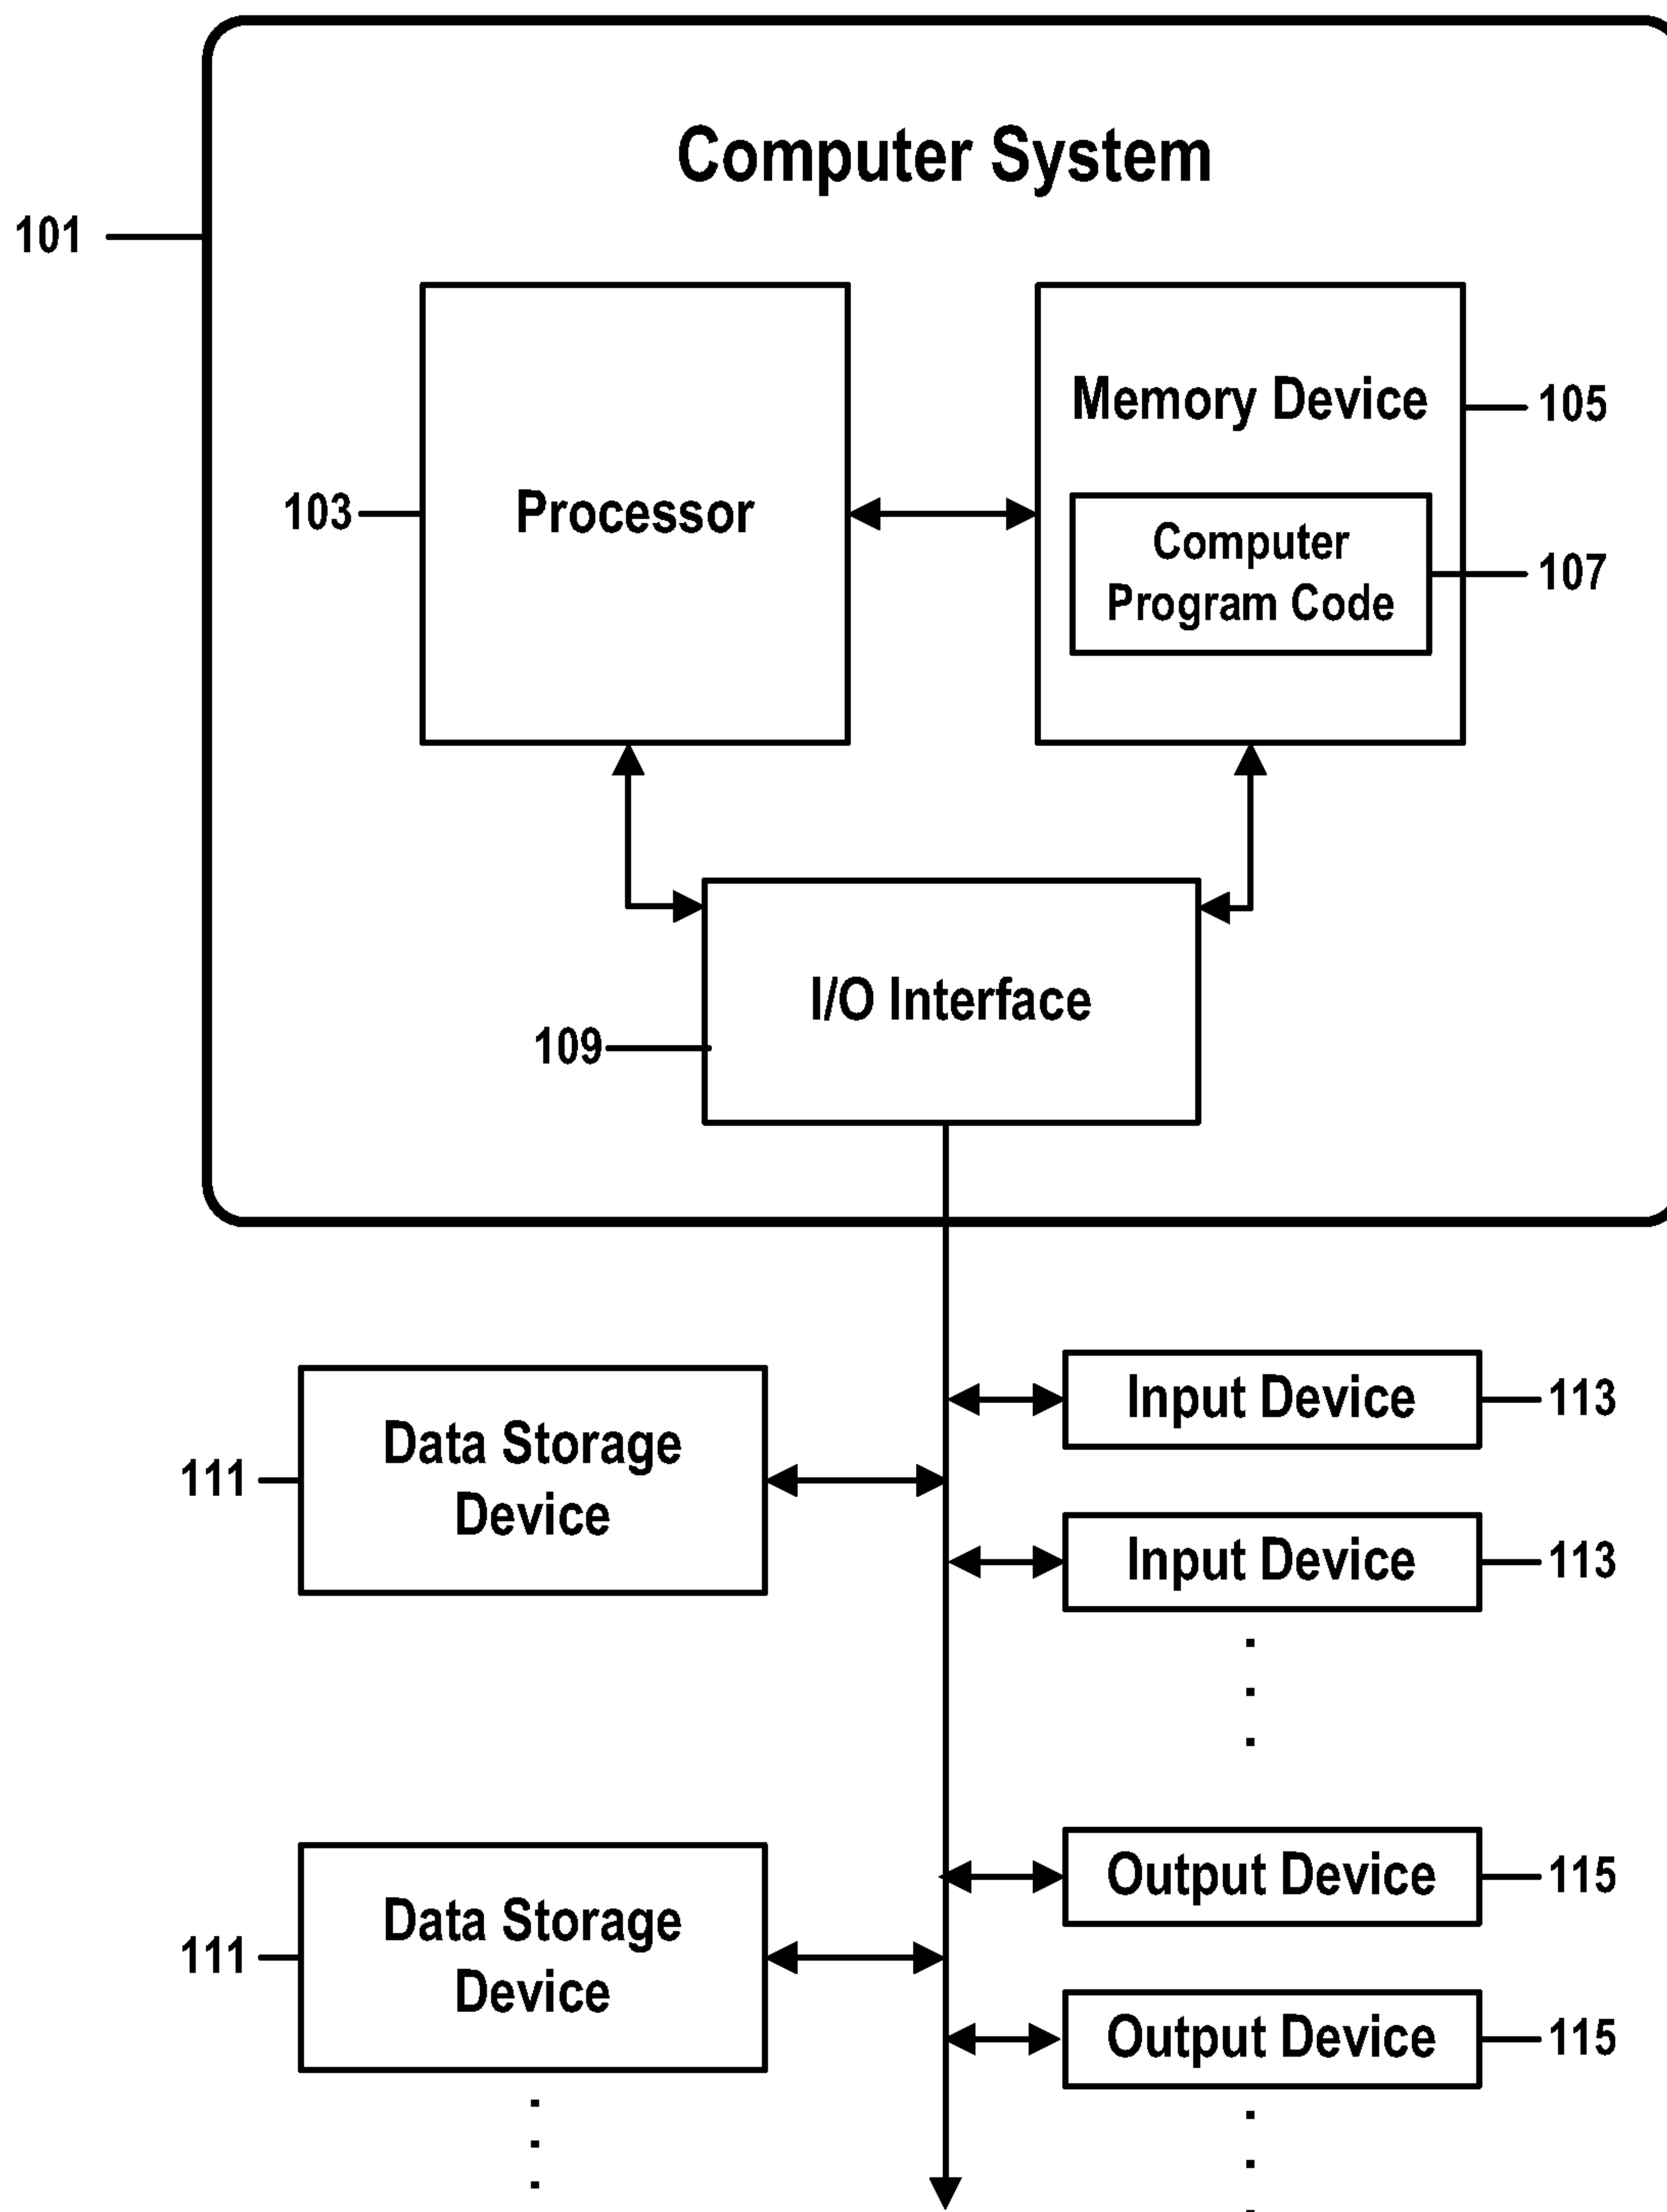 Computer System
101
Processor
103
Memory Device
105
Computer
Program Code
107
I/O Interface
109
Input Device
113
Data Storage
Device
111
Input Device
113
Output Device
115
Data Storage
Device
111
Output Device
115